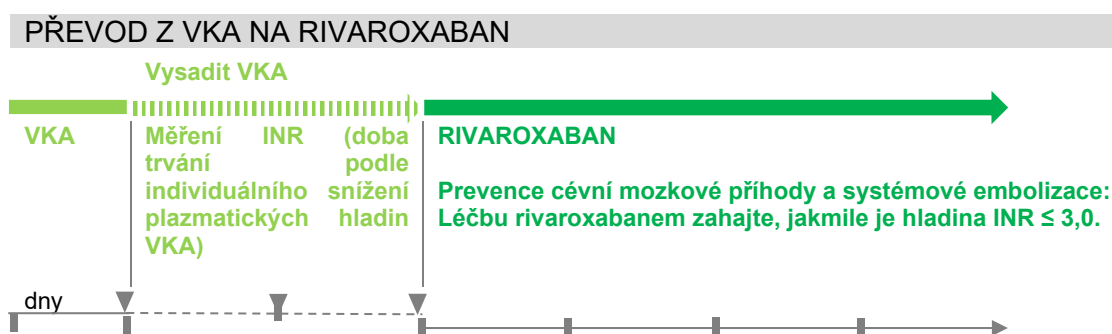 PŘEVOD Z VKA NA RIVAROXABAN
Vysadit VKA
VKA
Měření INR (doba
trvání podle
individuálního snížení
plazmatických hladin
VKA)
RIVAROXABAN
Prevence cévní mozkové příhody a systémové embolizace:
Léčbu rivaroxabanem zahajte, jakmile je hladina INR ≤ 3,0.
dny